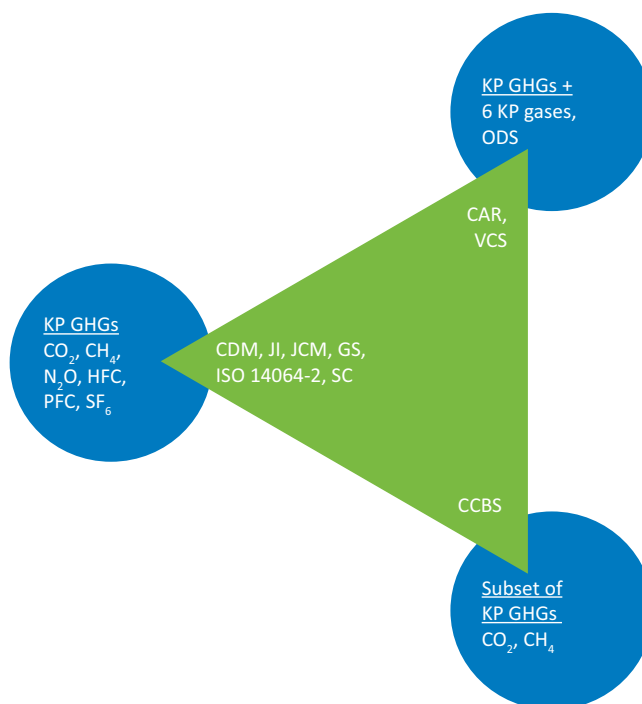 KP GHGs +
6 KP gases,
ODS
CAR,
VCS
KP GHGs
CO₂, CH₄,
N₂O, HFC,
PFC, SF₆
CDM, JI, JCM, GS,
ISO 14064-2, SC
CCBS
Subset of
KP GHGs
CO₂, CH₄